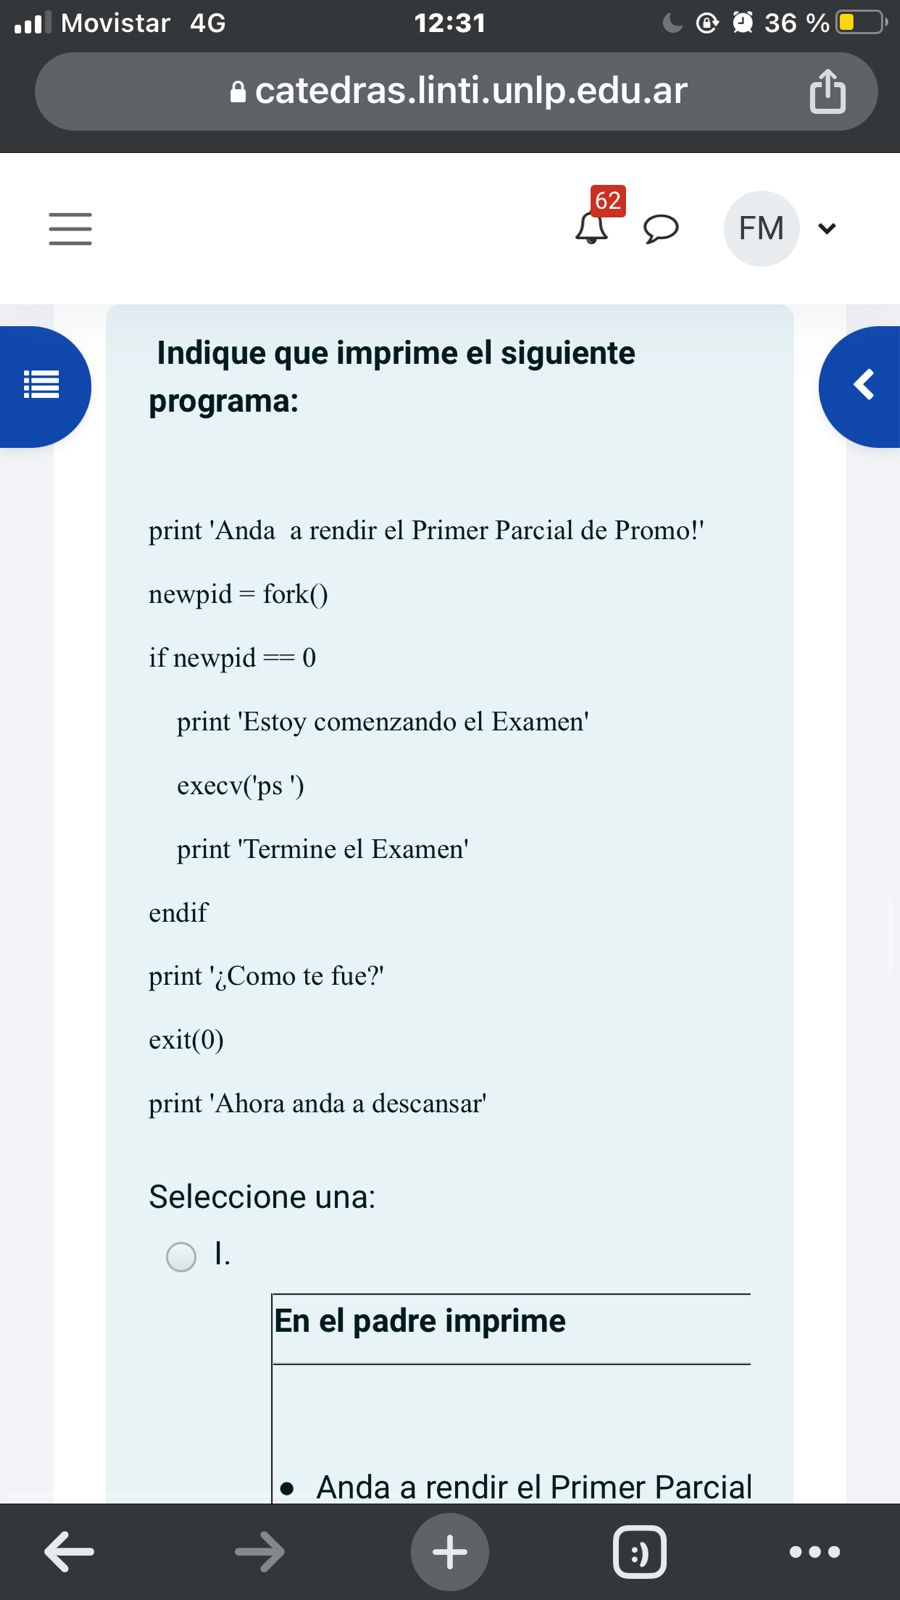 Movistar 4G 12:31 36 %
catedras.linti.unlp.edu.ar
62
FM
Indique que imprime el siguiente
programa:
print 'Anda  a rendir el Primer Parcial de Promo!'
newpid = fork()
if newpid == 0
print 'Estoy comenzando el Examen'
execv('ps ')
print 'Termine el Examen'
endif
print '¿Como te fue?'
exit(0)
print 'Ahora anda a descansar'
Seleccione una:
I.
En el padre imprime
• Anda a rendir el Primer Parcial
:)